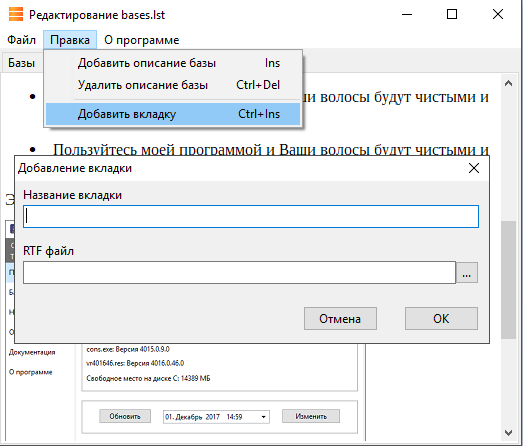 Редактирование bases.lst
Файл Правка О программе
Базы
Добавить описание базы Ins
Удалить описание базы Ctrl+Del
Добавить вкладку Ctrl+Ins
ши волосы будут чистыми и
Пользуйтесь моей программой и Ваши волосы будут чистыми и
Добавление вкладки
Название вкладки
RTF файл
...
Отмена OK
Документация
О программе
cons.exe: Версия 4015.0.9.0
vr401646.res: Версия 4016.0.46.0
Свободное место на диске C: 14389 МБ
Обновить 01. Декабрь 2017 14:59 Изменить